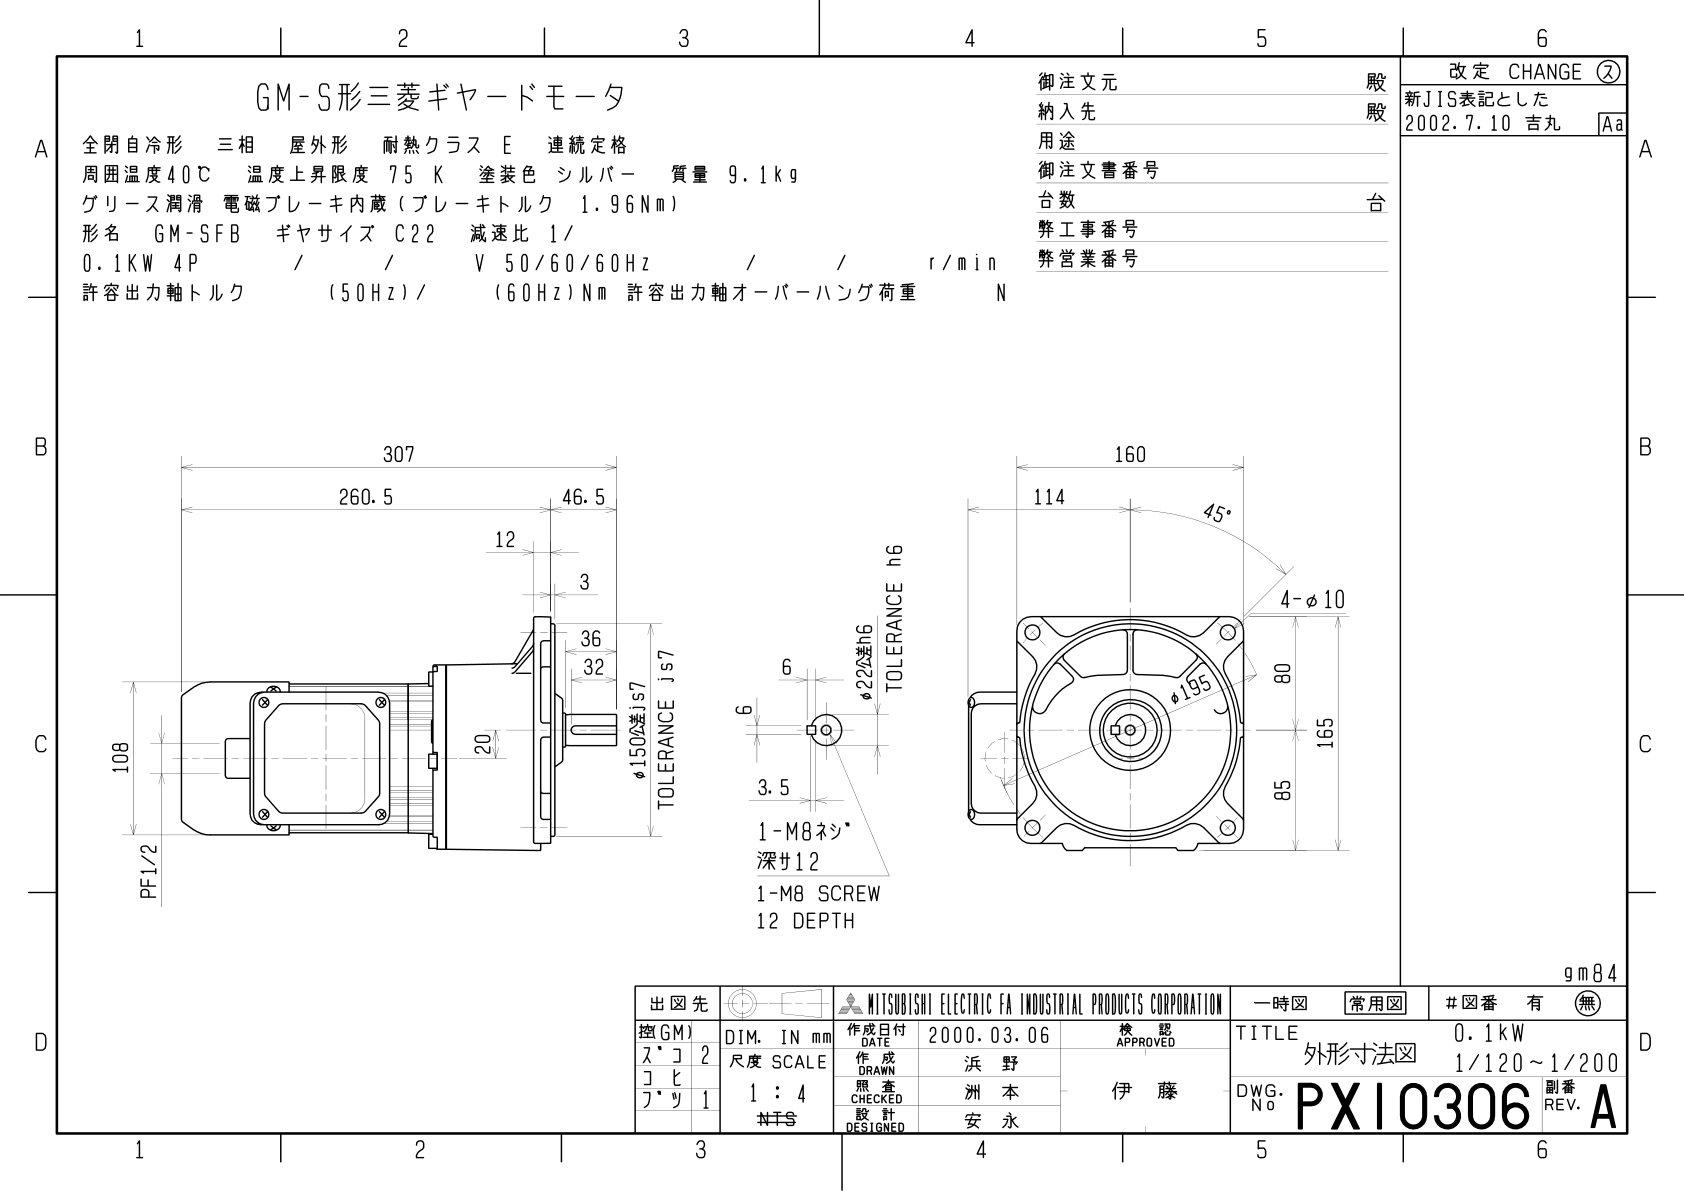 1 2 3 4 5 6
A
B
C
D
GM-S形三菱ギヤードモータ
全閉自冷形 三相 屋外形 耐熱クラス E 連続定格
周囲温度40℃ 温度上昇限度 75 K 塗装色 シルバー 質量 9.1kg
グリース潤滑 電磁ブレーキ内蔵(ブレーキトルク 1.96Nm)
形名 GM-SFB ギヤサイズ C22 減速比 1/
0.1KW 4P / / V 50/60/60Hz / / r/min
許容出力軸トルク (50Hz)/ (60Hz)Nm 許容出力軸オーバーハング荷重 N
御注文元 殿
納入先 殿
用途
御注文書番号
台数 台
弊工事番号
弊営業番号
改定 CHANGE ス
新JIS表記とした
2002.7.10 吉丸 Aa
A
B
C
D
307
260.5 46.5
12
3
36
32
20
108
PF1/2
φ150公差js7
TOLERANCE js7
6
6
3.5
φ22公差h6
TOLERANCE h6
1-M8ネジ
深サ12
1-M8 SCREW
12 DEPTH
160
114
45°
4-φ10
φ195
80
85
165
gm84
出図先
控(GM)
ズコ 2
コヒ
ブツ 1
DIM. IN mm
尺度 SCALE
1 : 4
NTS
MITSUBISHI ELECTRIC FA INDUSTRIAL PRODUCTS CORPORATION
作成日付 DATE 2000.03.06
作成 DRAWN 浜野
照査 CHECKED 洲本
設計 DESIGNED 安永
検認 APPROVED
伊藤
一時図 常用図 #図番 有 無
TITLE 外形寸法図
0.1kW
1/120~1/200
DWG. No PX10306
副番 REV. A
1 2 3 4 5 6